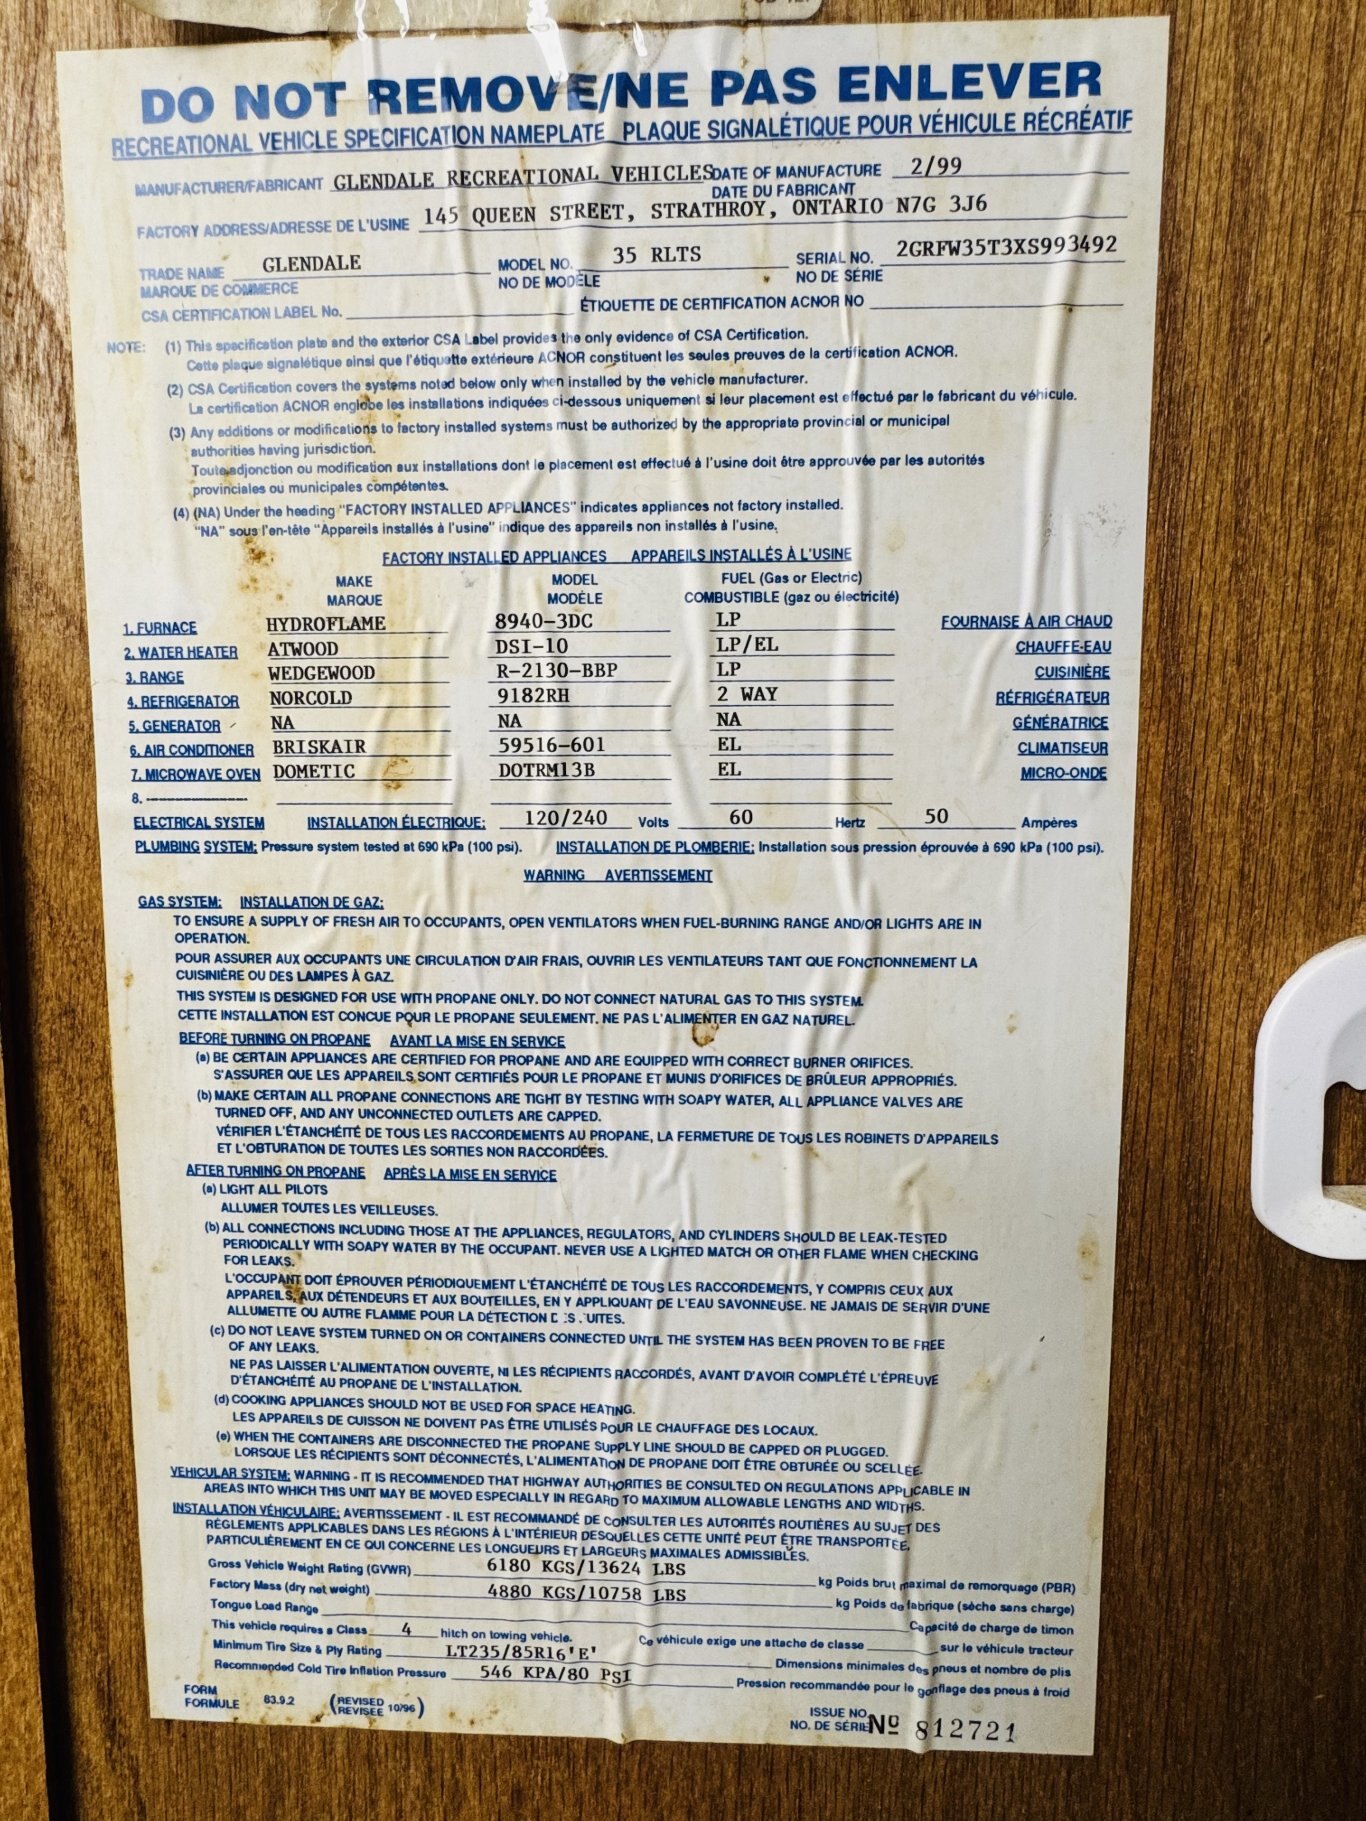 DO NOT REMOVE/NE PAS ENLEVER
RECREATIONAL VEHICLE SPECIFICATION NAMEPLATE PLAQUE SIGNALÉTIQUE POUR VÉHICULE RÉCRÉATIF
MANUFACTURER/FABRICANT GLENDALE RECREATIONAL VEHICLES DATE OF MANUFACTURE 2/99
DATE DU FABRICANT
FACTORY ADDRESS/ADRESSE DE L'USINE 145 QUEEN STREET, STRATHROY, ONTARIO N7G 3J6
TRADE NAME GLENDALE MODEL NO. 35 RLTS SERIAL NO. 2GRFW35T3XS993492
MARQUE DE COMMERCE NO DE MODÈLE NO DE SÉRIE
CSA CERTIFICATION LABEL No. ÉTIQUETTE DE CERTIFICATION ACNOR NO
NOTE: (1) This specification plate and the exterior CSA Label provides the only evidence of CSA Certification.
Cette plaque signalétique ainsi que l'étiquette extérieure ACNOR constituent les seules preuves de la certification ACNOR.
(2) CSA Certification covers the systems noted below only when installed by the vehicle manufacturer.
La certification ACNOR englobe les installations indiquées ci-dessous uniquement si leur placement est effectué par le fabricant du véhicule.
(3) Any additions or modifications to factory installed systems must be authorized by the appropriate provincial or municipal
authorities having jurisdiction.
Toute adjonction ou modification aux installations dont le placement est effectué à l'usine doit être approuvée par les autorités
provinciales ou municipales compétentes.
(4) (NA) Under the heading "FACTORY INSTALLED APPLIANCES" indicates appliances not factory installed.
"NA" sous l'en-tête "Appareils installés à l'usine" indique des appareils non installés à l'usine.
FACTORY INSTALLED APPLIANCES APPAREILS INSTALLÉS À L'USINE
MAKE MODEL FUEL (Gas or Electric)
MARQUE MODÈLE COMBUSTIBLE (gaz ou électricité)
1. FURNACE HYDROFLAME 8940-3DC LP FOURNAISE À AIR CHAUD
2. WATER HEATER ATWOOD DSI-10 LP/EL CHAUFFE-EAU
3. RANGE WEDGEWOOD R-2130-BBP LP CUISINIÈRE
4. REFRIGERATOR NORCOLD 9182RH 2 WAY RÉFRIGÉRATEUR
5. GENERATOR NA NA NA GÉNÉRATRICE
6. AIR CONDITIONER BRISKAIR 59516-601 EL CLIMATISEUR
7. MICROWAVE OVEN DOMETIC DOTRM13B EL MICRO-ONDE
8. --------------------
ELECTRICAL SYSTEM INSTALLATION ÉLECTRIQUE: 120/240 Volts 60 Hertz 50 Ampères
PLUMBING SYSTEM: Pressure system tested at 690 kPa (100 psi). INSTALLATION DE PLOMBERIE: Installation sous pression éprouvée à 690 kPa (100 psi).
WARNING AVERTISSEMENT
GAS SYSTEM: INSTALLATION DE GAZ:
TO ENSURE A SUPPLY OF FRESH AIR TO OCCUPANTS, OPEN VENTILATORS WHEN FUEL-BURNING RANGE AND/OR LIGHTS ARE IN
OPERATION.
POUR ASSURER AUX OCCUPANTS UNE CIRCULATION D'AIR FRAIS, OUVRIR LES VENTILATEURS TANT QUE FONCTIONNEMENT LA
CUISINIÈRE OU DES LAMPES À GAZ.
THIS SYSTEM IS DESIGNED FOR USE WITH PROPANE ONLY. DO NOT CONNECT NATURAL GAS TO THIS SYSTEM.
CETTE INSTALLATION EST CONCUE POUR LE PROPANE SEULEMENT. NE PAS L'ALIMENTER EN GAZ NATUREL.
BEFORE TURNING ON PROPANE AVANT LA MISE EN SERVICE
(a) BE CERTAIN APPLIANCES ARE CERTIFIED FOR PROPANE AND ARE EQUIPPED WITH CORRECT BURNER ORIFICES.
S'ASSURER QUE LES APPAREILS SONT CERTIFIÉS POUR LE PROPANE ET MUNIS D'ORIFICES DE BRÛLEUR APPROPRIÉS.
(b) MAKE CERTAIN ALL PROPANE CONNECTIONS ARE TIGHT BY TESTING WITH SOAPY WATER, ALL APPLIANCE VALVES ARE
TURNED OFF, AND ANY UNCONNECTED OUTLETS ARE CAPPED.
VÉRIFIER L'ÉTANCHÉITÉ DE TOUS LES RACCORDEMENTS AU PROPANE, LA FERMETURE DE TOUS LES ROBINETS D'APPAREILS
ET L'OBTURATION DE TOUTES LES SORTIES NON RACCORDÉES.
AFTER TURNING ON PROPANE APRÈS LA MISE EN SERVICE
(a) LIGHT ALL PILOTS
ALLUMER TOUTES LES VEILLEUSES.
(b) ALL CONNECTIONS INCLUDING THOSE AT THE APPLIANCES, REGULATORS, AND CYLINDERS SHOULD BE LEAK-TESTED
PERIODICALLY WITH SOAPY WATER BY THE OCCUPANT. NEVER USE A LIGHTED MATCH OR OTHER FLAME WHEN CHECKING
FOR LEAKS.
L'OCCUPANT DOIT ÉPROUVER PÉRIODIQUEMENT L'ÉTANCHÉITÉ DE TOUS LES RACCORDEMENTS, Y COMPRIS CEUX AUX
APPAREILS, AUX DÉTENDEURS ET AUX BOUTEILLES, EN Y APPLIQUANT DE L'EAU SAVONNEUSE. NE JAMAIS DE SERVIR D'UNE
ALLUMETTE OU AUTRE FLAMME POUR LA DÉTECTION
(c) DO NOT LEAVE SYSTEM TURNED ON OR CONTAINERS CONNECTED UNTIL THE SYSTEM HAS BEEN PROVEN TO BE FREE
OF ANY LEAKS.
NE PAS LAISSER L'ALIMENTATION OUVERTE, NI LES RÉCIPIENTS RACCORDÉS, AVANT D'AVOIR COMPLÉTÉ L'ÉPREUVE
D'ÉTANCHÉITÉ AU PROPANE DE L'INSTALLATION.
(d) COOKING APPLIANCES SHOULD NOT BE USED FOR SPACE HEATING.
LES APPAREILS DE CUISSON NE DOIVENT PAS ÊTRE UTILISÉS POUR LE CHAUFFAGE DES LOCAUX.
(e) WHEN THE CONTAINERS ARE DISCONNECTED THE PROPANE SUPPLY LINE SHOULD BE CAPPED OR PLUGGED.
LORSQUE LES RÉCIPIENTS SONT DÉCONNECTÉS, L'ALIMENTATION DE PROPANE DOIT ÊTRE OBTURÉE OU SCELLÉE.
VEHICULAR SYSTEM: WARNING - IT IS RECOMMENDED THAT HIGHWAY AUTHORITIES BE CONSULTED ON REGULATIONS APPLICABLE IN
AREAS INTO WHICH THIS UNIT MAY BE MOVED ESPECIALLY IN REGARD TO MAXIMUM ALLOWABLE LENGTHS AND WIDTHS.
INSTALLATION VÉHICULAIRE: AVERTISSEMENT - IL EST RECOMMANDÉ DE CONSULTER LES AUTORITÉS ROUTIÈRES AU SUJET DES
RÉGLEMENTS APPLICABLES DANS LES RÉGIONS À L'INTÉRIEUR DESQUELLES CETTE UNITÉ PEUT ÊTRE TRANSPORTÉE,
PARTICULIÈREMENT EN CE QUI CONCERNE LES LONGUEURS ET LARGEURS MAXIMALES ADMISSIBLES.
Gross Vehicle Weight Rating (GVWR) 6180 KGS/13624 LBS kg Poids brut maximal de remorquage (PBR)
Factory Mass (dry net weight) 4880 KGS/10758 LBS kg Poids de fabrique (sèche sans charge)
Tongue Load Range Capacité de charge de timon
This vehicle requires a Class 4 hitch on towing vehicle. Ce véhicule exige une attache de classe sur le véhicule tracteur
Minimum Tire Size & Ply Rating LT235/85R16'E' Dimensions minimales des pneus et nombre de plis
Recommended Cold Tire Inflation Pressure 546 KPA/80 PSI Pression recommandée pour le gonflage des pneus à froid
FORM
FORMULE 83.9.2 (REVISED REVISEE 10/96)
ISSUE NO.
NO. DE SÉRIE Nº 812721